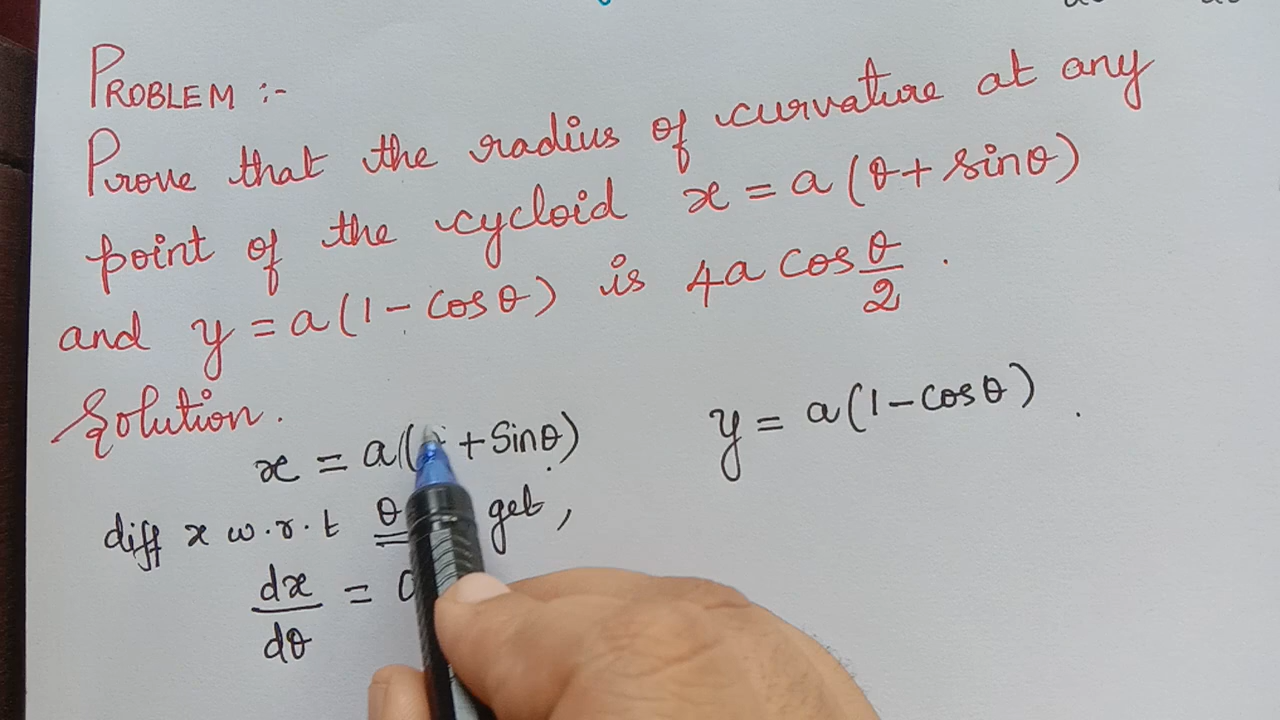 PROBLEM :-
Prove that the radius of curvature at any
point of the cycloid x = a(θ + sinθ)
and y = a(1 - cosθ) is 4a cos θ/2 .
Solution.
x = a( + Sinθ) y = a(1 - cosθ) .
diff x w.r.t θ get,
dx/dθ =